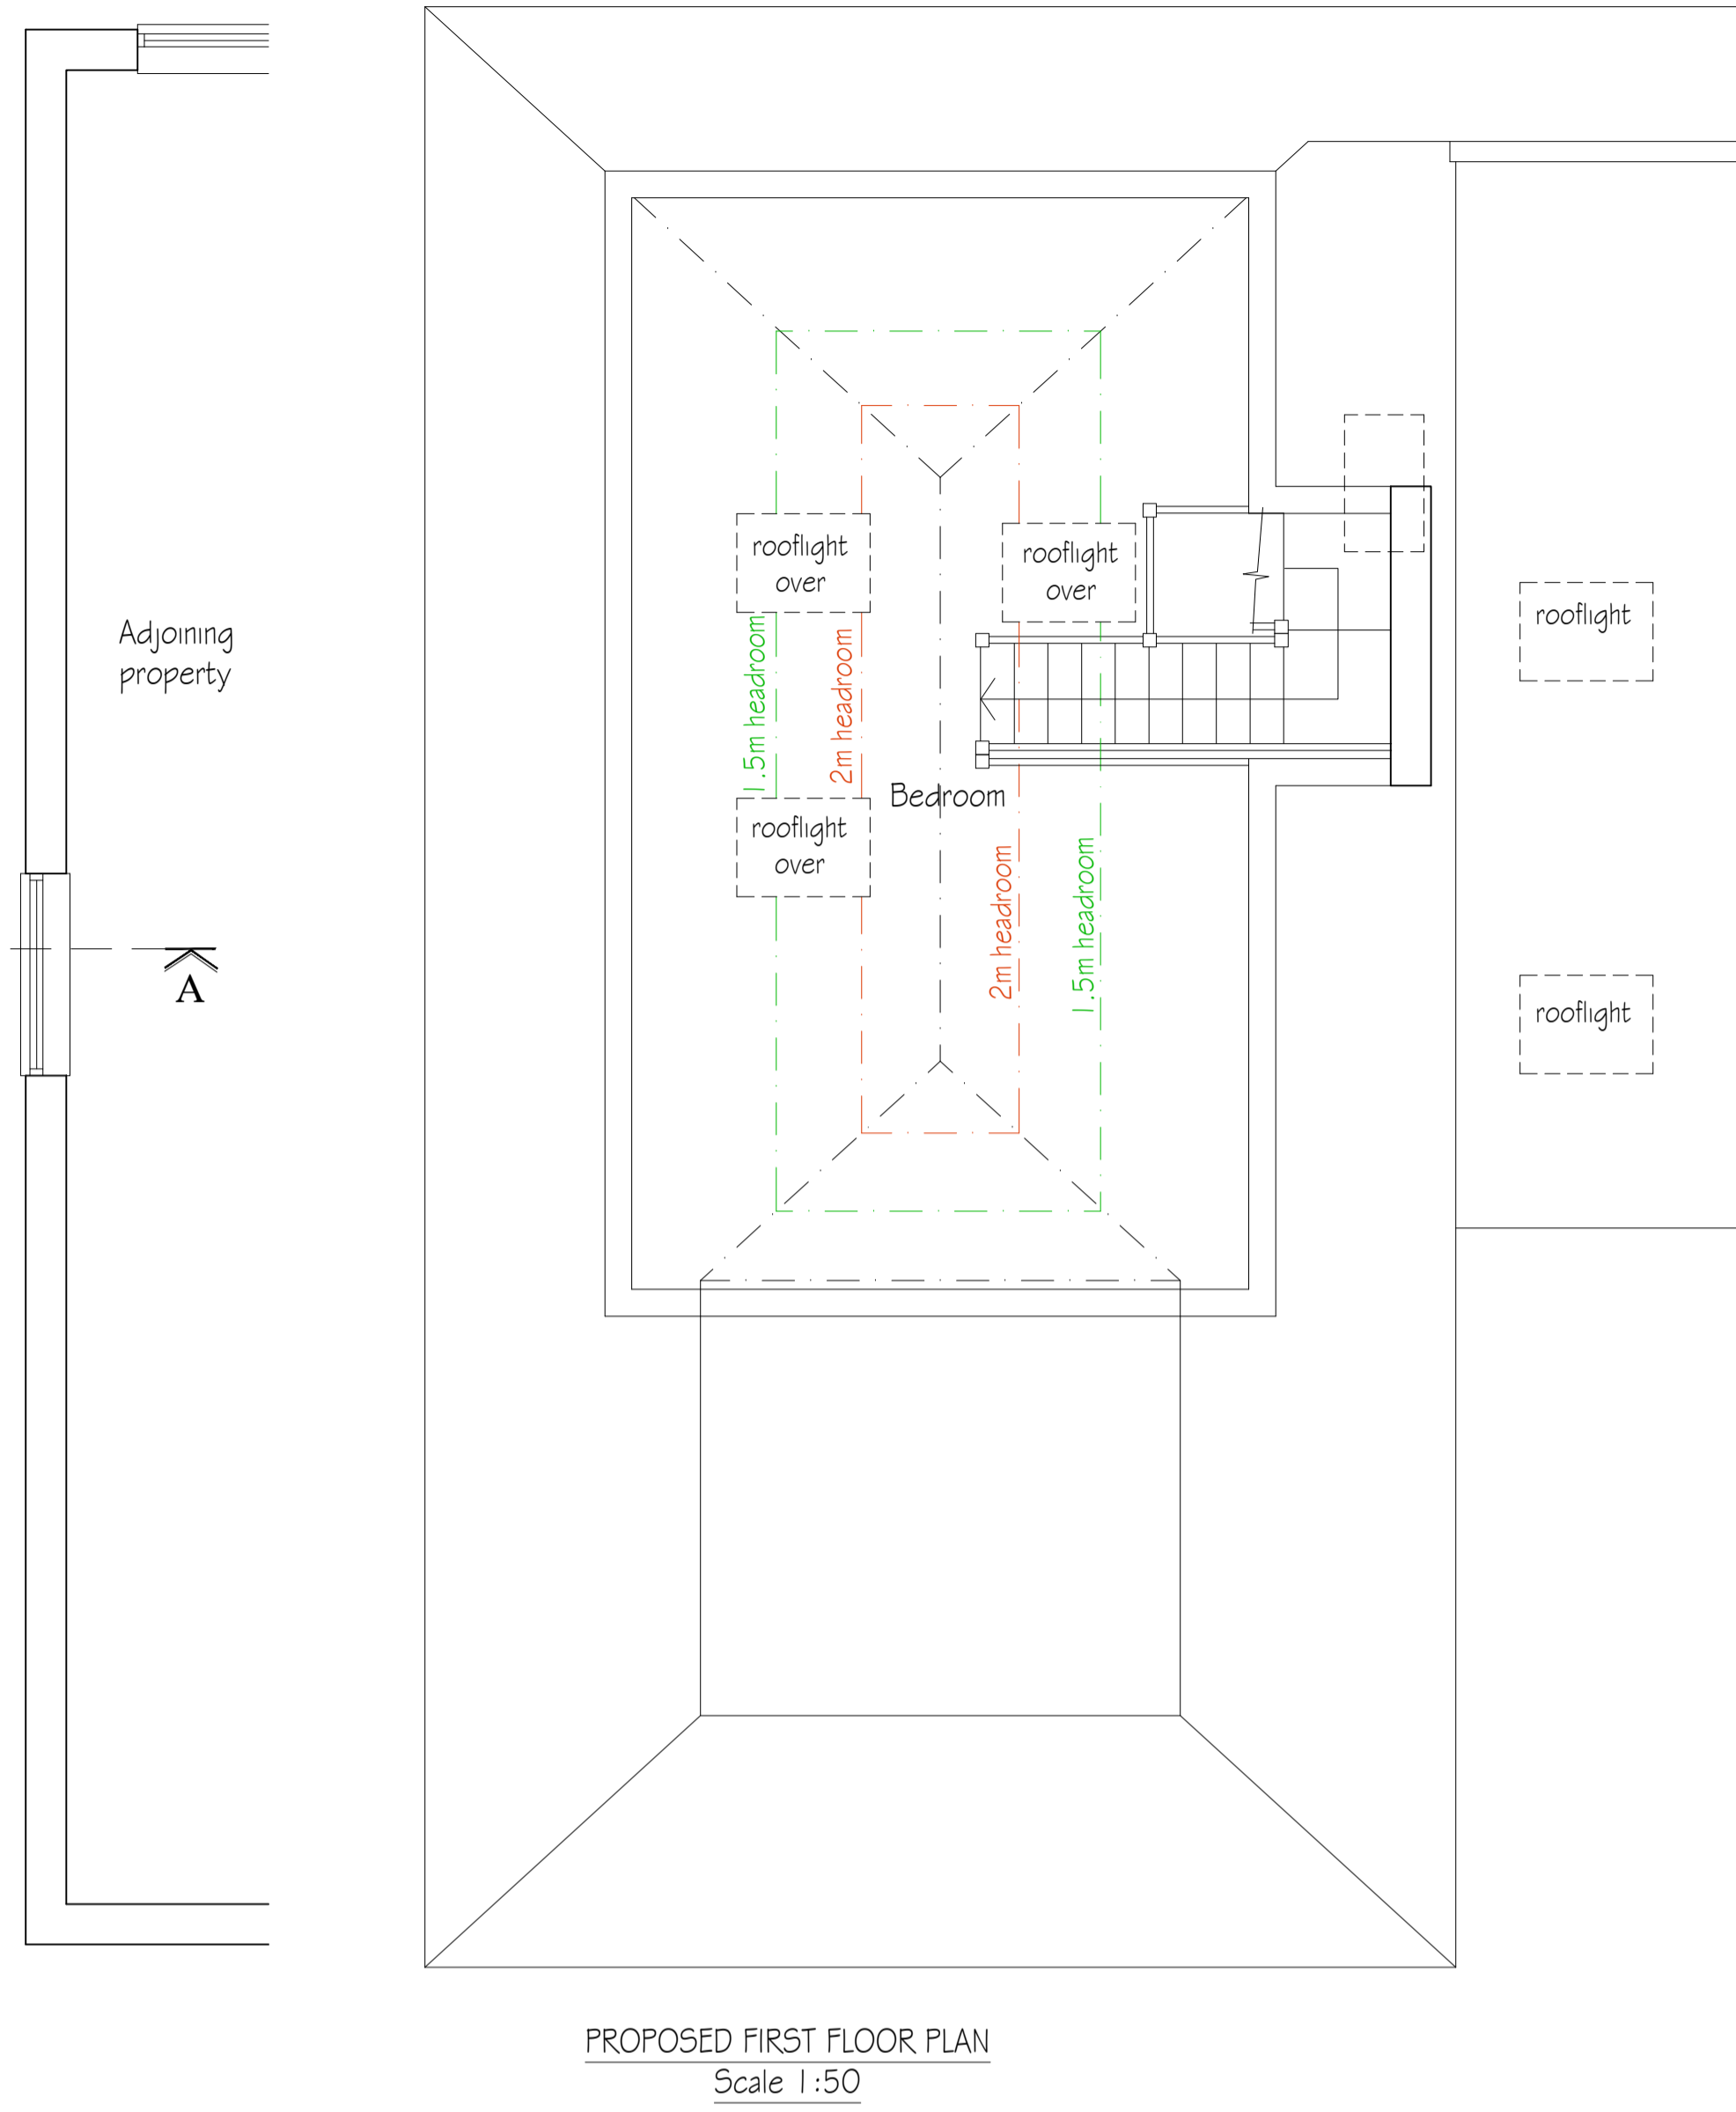 rooflight
over
rooflight
over
rooflight
Adjoining
property
1.5m headroom
2m headroom
Bedroom
rooflight
over
2m headroom
1.5m headroom
A
rooflight
PROPOSED FIRST FLOOR PLAN
Scale 1:50